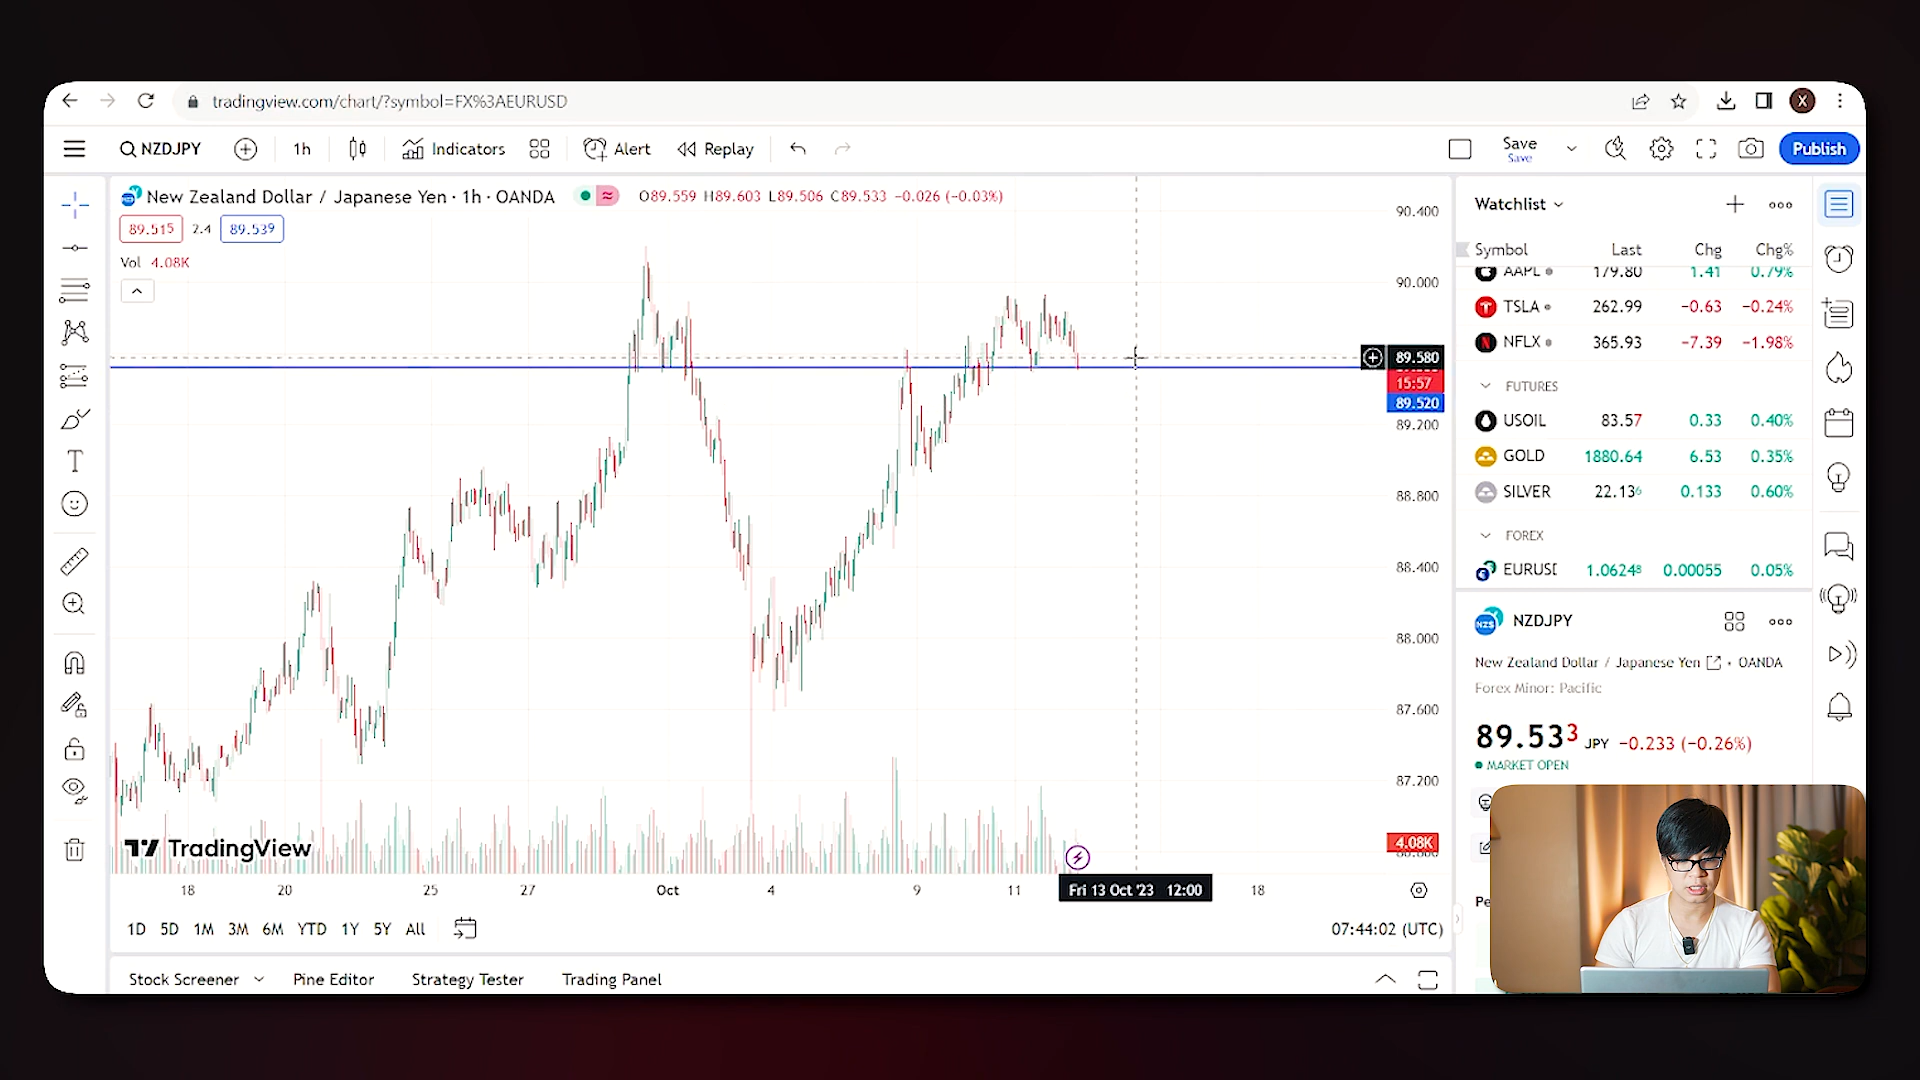 tradingview.com/chart/?symbol=FX%3AEURUSD
X
NZDJPY
1h
Indicators
Alert
Replay
Save
Save
Publish
New Zealand Dollar / Japanese Yen · 1h · OANDA
O89.559 H89.603 L89.506 C89.533 −0.026 (−0.03%)
89.515 2.4 89.539
Vol 4.08K
90.400
90.000
89.580
15:57
89.520
89.200
88.800
88.400
88.000
87.600
87.200
4.08K
TradingView
18 20 25 27 Oct 4 9 11 Fri 13 Oct '23 12:00 18
1D 5D 1M 3M 6M YTD 1Y 5Y All
07:44:02 (UTC)
Stock Screener Pine Editor Strategy Tester Trading Panel
Watchlist
Symbol Last Chg Chg%
AAPL 179.80 1.41 0.79%
TSLA 262.99 −0.63 −0.24%
NFLX 365.93 −7.39 −1.98%
FUTURES
USOIL 83.57 0.33 0.40%
GOLD 1880.64 6.53 0.35%
SILVER 22.136 0.133 0.60%
FOREX
EURUSD 1.06248 0.00055 0.05%
NZ$ NZDJPY
New Zealand Dollar / Japanese Yen • OANDA
Forex Minor: Pacific
89.533 JPY −0.233 (−0.26%)
MARKET OPEN
Pe